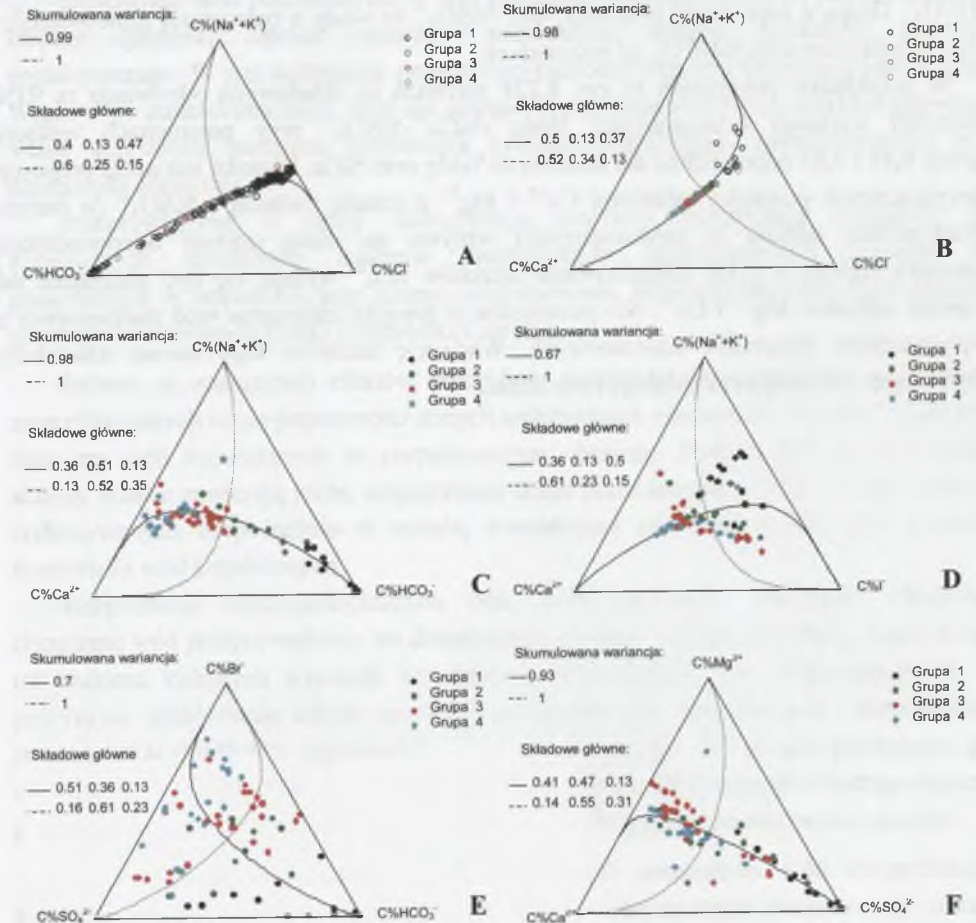 Skumulowana wariancja:
0.99
1
C%(Na⁺+K⁺)
Grupa 1
Grupa 2
Grupa 3
Grupa 4
Składowe główne:
0.4 0.13 0.47
0.6 0.25 0.15
C%HCO₃⁻
C%Cl⁻
A
Skumulowana wariancja:
0.98
1
C%(Na⁺+K⁺)
Grupa 1
Grupa 2
Grupa 3
Grupa 4
Składowe główne:
0.5 0.13 0.37
0.52 0.34 0.13
C%Ca²⁺
C%Cl⁻
B
Skumulowana wariancja:
0.98
1
C%(Na⁺+K⁺)
Grupa 1
Grupa 2
Grupa 3
Grupa 4
Składowe główne:
0.36 0.51 0.13
0.13 0.52 0.35
C%Ca²⁺
C%HCO₃⁻
C
Skumulowana wariancja:
0.67
1
C%(Na⁺+K⁺)
Grupa 1
Grupa 2
Grupa 3
Grupa 4
Składowe główne:
0.36 0.13 0.5
0.61 0.23 0.15
C%Ca²⁺
C%I⁻
D
Skumulowana wariancja:
0.7
1
C%Br⁻
Grupa 1
Grupa 2
Grupa 3
Grupa 4
Składowe główne
0.51 0.36 0.13
0.16 0.61 0.23
C%SO₄²⁻
C%HCO₃⁻
E
Skumulowana wariancja:
0.93
1
C%Mg²⁺
Grupa 1
Grupa 2
Grupa 3
Grupa 4
Składowe główne:
0.41 0.47 0.13
0.14 0.55 0.31
C%Ca²⁺
C%SO₄²⁻
F